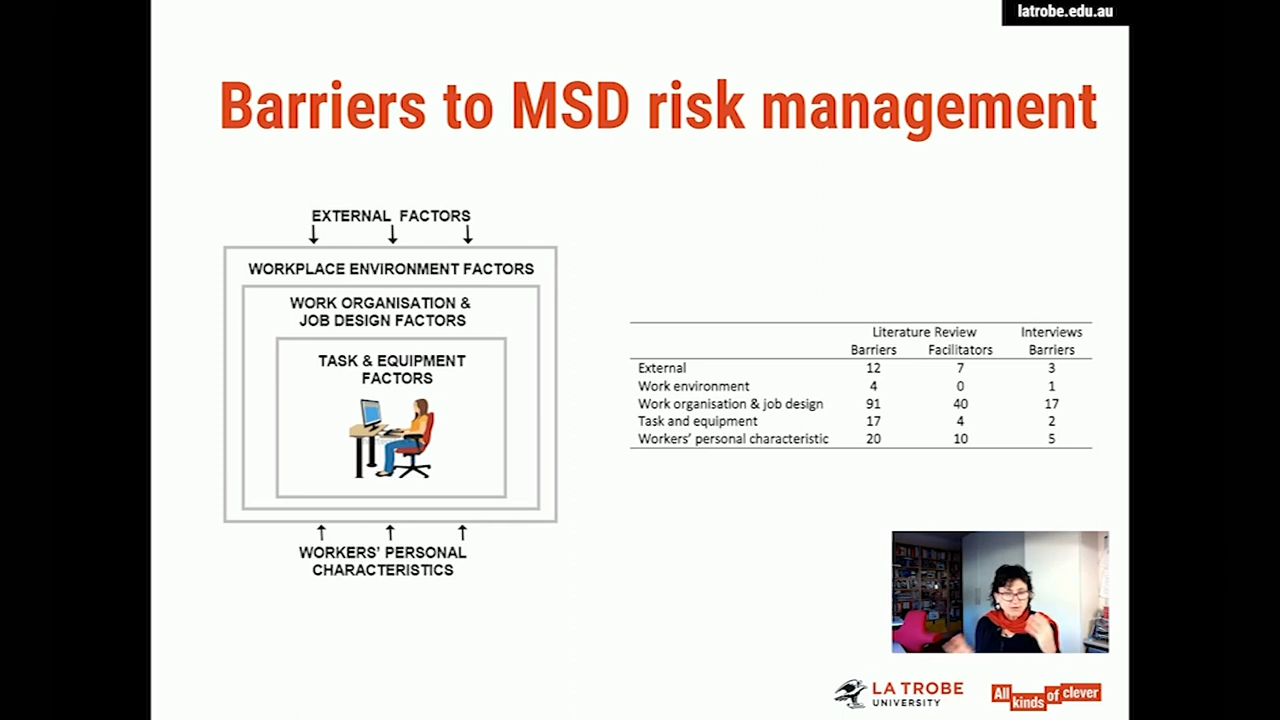 latrobe.edu.au
Barriers to MSD risk management
EXTERNAL FACTORS
WORKPLACE ENVIRONMENT FACTORS
WORK ORGANISATION &
JOB DESIGN FACTORS
TASK & EQUIPMENT
FACTORS
WORKERS' PERSONAL
CHARACTERISTICS
Literature Review Interviews
Barriers Facilitators Barriers
External 12 7 3
Work environment 4 0 1
Work organisation & job design 91 40 17
Task and equipment 17 4 2
Workers' personal characteristic 20 10 5
LA TROBE
UNIVERSITY
All kinds of clever